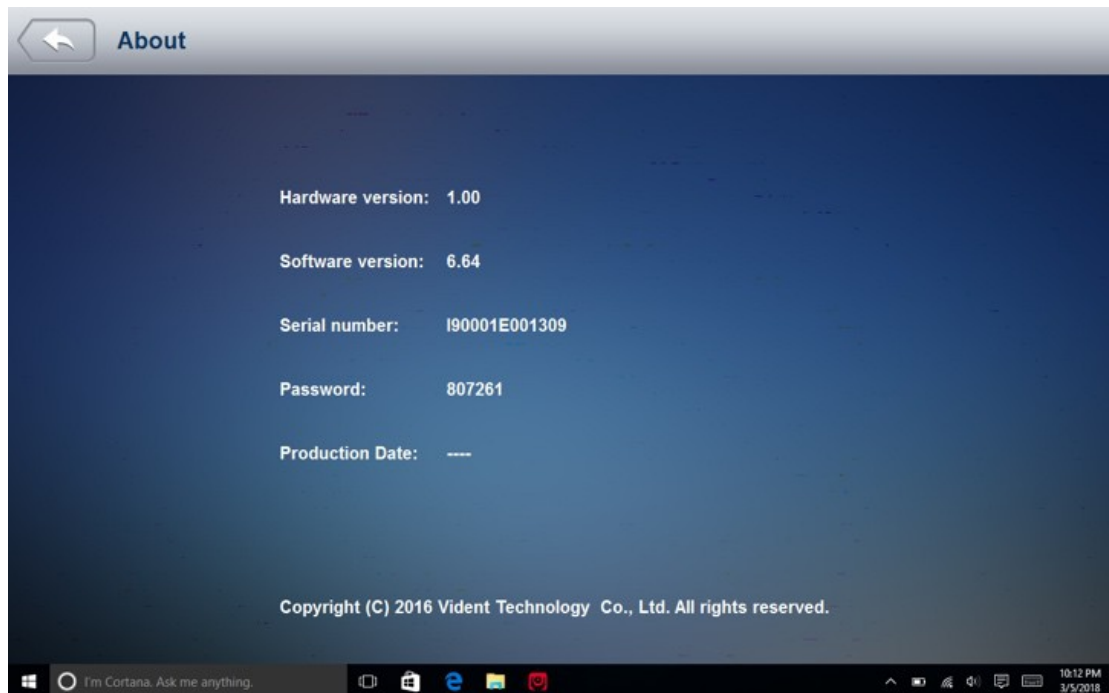 About
Hardware version: 1.00
Software version: 6.64
Serial number: I90001E001309
Password: 807261
Production Date: ----
Copyright (C) 2016 Vident Technology Co., Ltd. All rights reserved.
I'm Cortana. Ask me anything.
10:12 PM
3/5/2018